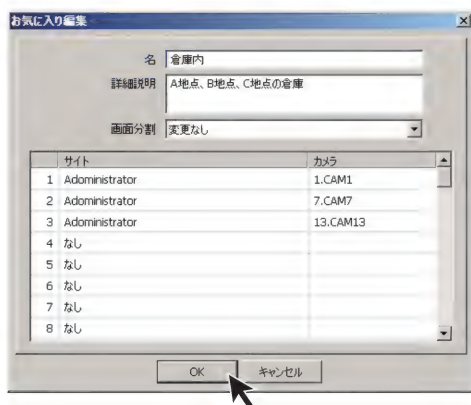 お気に入り編集
名 倉庫内
詳細説明 A地点、B地点、C地点の倉庫
画面分割 変更なし
サイト カメラ
1 Adoministrator 1.CAM1
2 Adoministrator 7.CAM7
3 Adoministrator 13.CAM13
4 なし
5 なし
6 なし
7 なし
8 なし
OK キャンセル